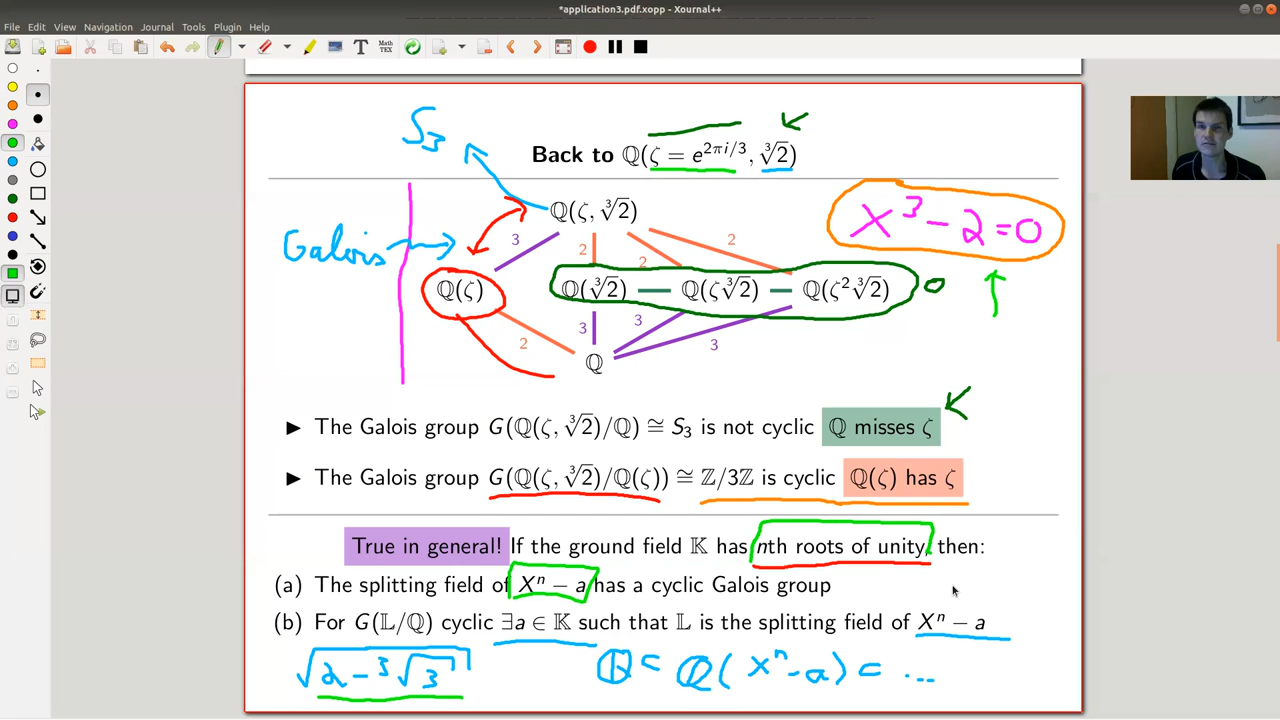 *application3.pdf.xopp - Xournal++
File Edit View Navigation Journal Tools Plugin Help
T Math TEX
S₃
Back to ℚ(ζ = e^{2πi/3}, ∛2)
ℚ(ζ, ∛2)
X³ − 2 = 0
Galois
3 2 2 2
ℚ(ζ) ℚ(∛2) ℚ(ζ∛2) ℚ(ζ²∛2)
2 3 3 3
ℚ
▶ The Galois group G(ℚ(ζ, ∛2)/ℚ) ≅ S₃ is not cyclic ℚ misses ζ
▶ The Galois group G(ℚ(ζ, ∛2)/ℚ(ζ)) ≅ ℤ/3ℤ is cyclic ℚ(ζ) has ζ
True in general! If the ground field 𝕂 has nth roots of unity, then:
(a) The splitting field of Xⁿ − a has a cyclic Galois group
(b) For G(𝕃/ℚ) cyclic ∃a ∈ 𝕂 such that 𝕃 is the splitting field of Xⁿ − a
√(2 − ³√3) ℚ ⊂ ℚ(Xⁿ − a) ⊂ ...